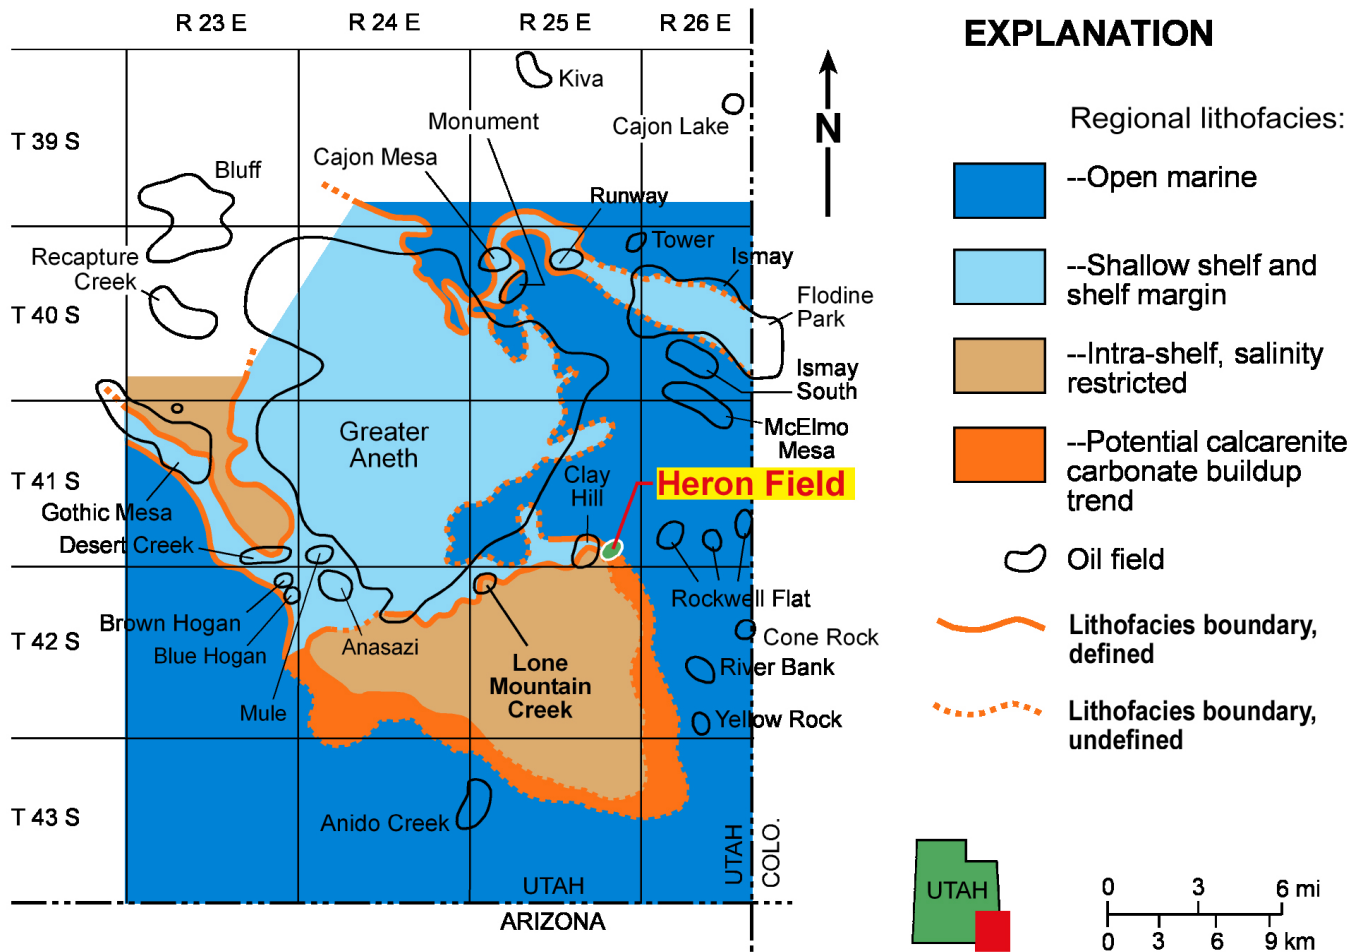 R 23 E
R 24 E
R 25 E
R 26 E
EXPLANATION
Kiva
Cajon Lake
Monument
N
Regional lithofacies:
T 39 S
Cajon Mesa
Bluff
Runway
--Open marine
Tower
Ismay
Recapture
Creek
--Shallow shelf and
shelf margin
Flodine
Park
T 40 S
--Intra-shelf, salinity
restricted
Ismay
South
Greater
Aneth
McElmo
Mesa
--Potential calcarenite
carbonate buildup
trend
T 41 S
Clay
Hill
Heron Field
Gothic Mesa
Desert Creek
Oil field
Rockwell Flat
Brown Hogan
Blue Hogan
Anasazi
Cone Rock
T 42 S
Lone
Mountain
Creek
River Bank
Lithofacies boundary,
defined
Mule
Yellow Rock
Lithofacies boundary,
undefined
T 43 S
Anido Creek
UTAH
COLO.
UTAH
ARIZONA
UTAH
0 3 6 mi
0 3 6 9 km